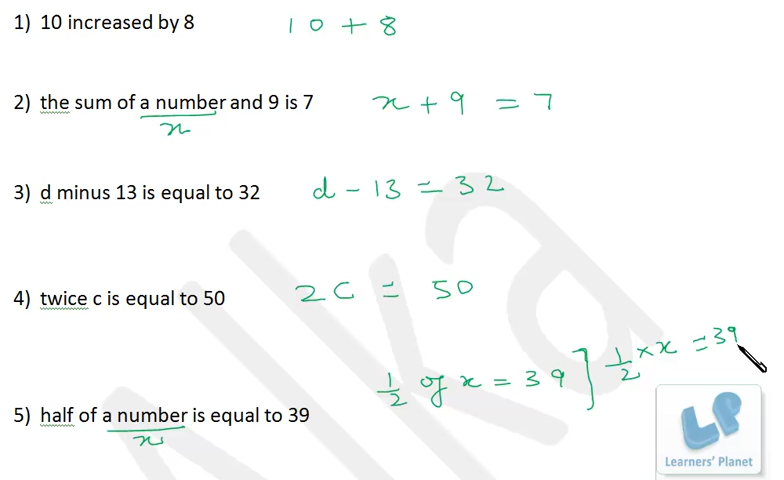 1) 10 increased by 8 10 + 8
2) the sum of a number and 9 is 7 x + 9 = 7
x
3) d minus 13 is equal to 32 d - 13 = 32
4) twice c is equal to 50 2C = 50
1/2 of x = 39 ] 1/2 × x = 39
5) half of a number is equal to 39
x
Alka
LP
Learners' Planet